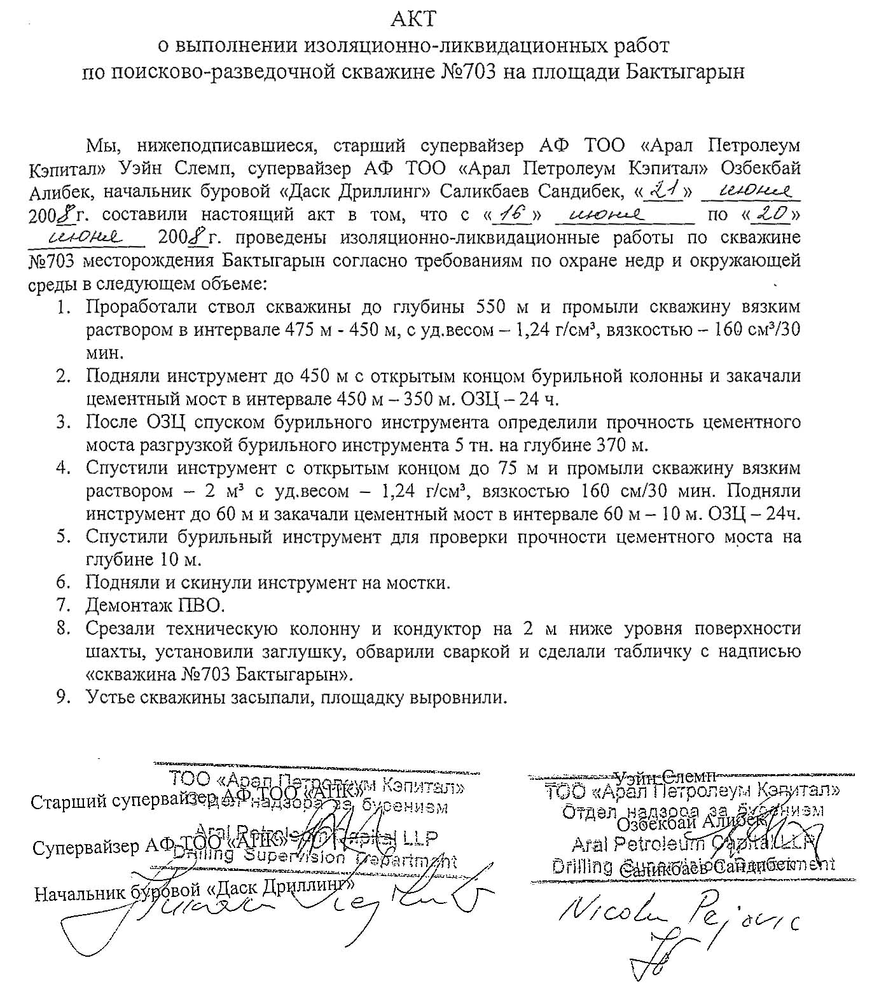 АКТ
о выполнении изоляционно-ликвидационных работ
по поисково-разведочной скважине №703 на площади Бактыгарын
Мы, нижеподписавшиеся, старший супервайзер АФ ТОО «Арал Петролеум
Кэпитал» Уэйн Слемп, супервайзер АФ ТОО «Арал Петролеум Кэпитал» Озбекбай
Алибек, начальник буровой «Даск Дриллинг» Саликбаев Сандибек, «21» июня
2008г. составили настоящий акт в том, что с «16» июня по «20»
июня 2008г. проведены изоляционно-ликвидационные работы по скважине
№703 месторождения Бактыгарын согласно требованиям по охране недр и окружающей
среды в следующем объеме:
1. Проработали ствол скважины до глубины 550 м и промыли скважину вязким
раствором в интервале 475 м - 450 м, с уд.весом – 1,24 г/см³, вязкостью – 160 см³/30
мин.
2. Подняли инструмент до 450 м с открытым концом бурильной колонны и закачали
цементный мост в интервале 450 м – 350 м. ОЗЦ – 24 ч.
3. После ОЗЦ спуском бурильного инструмента определили прочность цементного
моста разгрузкой бурильного инструмента 5 тн. на глубине 370 м.
4. Спустили инструмент с открытым концом до 75 м и промыли скважину вязким
раствором – 2 м³ с уд.весом – 1,24 г/см³, вязкостью 160 см/30 мин. Подняли
инструмент до 60 м и закачали цементный мост в интервале 60 м – 10 м. ОЗЦ – 24ч.
5. Спустили бурильный инструмент для проверки прочности цементного моста на
глубине 10 м.
6. Подняли и скинули инструмент на мостки.
7. Демонтаж ПВО.
8. Срезали техническую колонну и кондуктор на 2 м ниже уровня поверхности
шахты, установили заглушку, обварили сваркой и сделали табличку с надписью
«скважина №703 Бактыгарын».
9. Устье скважины засыпали, площадку выровнили.
ТОО «Арал Петролеум Кэпитал»
Старший супервайзер АФ ТОО «АПК»
Отдел надзора за бурением
Aral Petroleum Capital LLP
Супервайзер АФ ТОО «АПК»
Drilling Supervision Department
Начальник буровой «Даск Дриллинг»
Уэйн Слемп
ТОО «Арал Петролеум Кэпитал»
Отдел надзора за бурением
Озбекбай Алибек
Aral Petroleum Capital LLP
Drilling Supervision Department
Саликбаев Сандибек
Pejovic